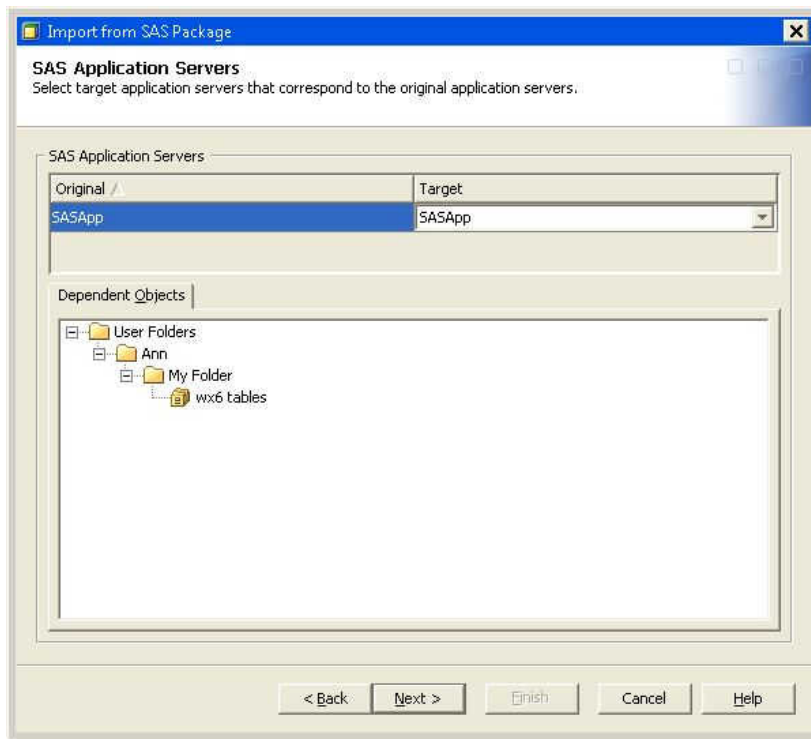 Import from SAS Package
SAS Application Servers
Select target application servers that correspond to the original application servers.
SAS Application Servers
Original
Target
SASApp
SASApp
Dependent Objects
User Folders
Ann
My Folder
wx6 tables
< Back
Next >
Finish
Cancel
Help